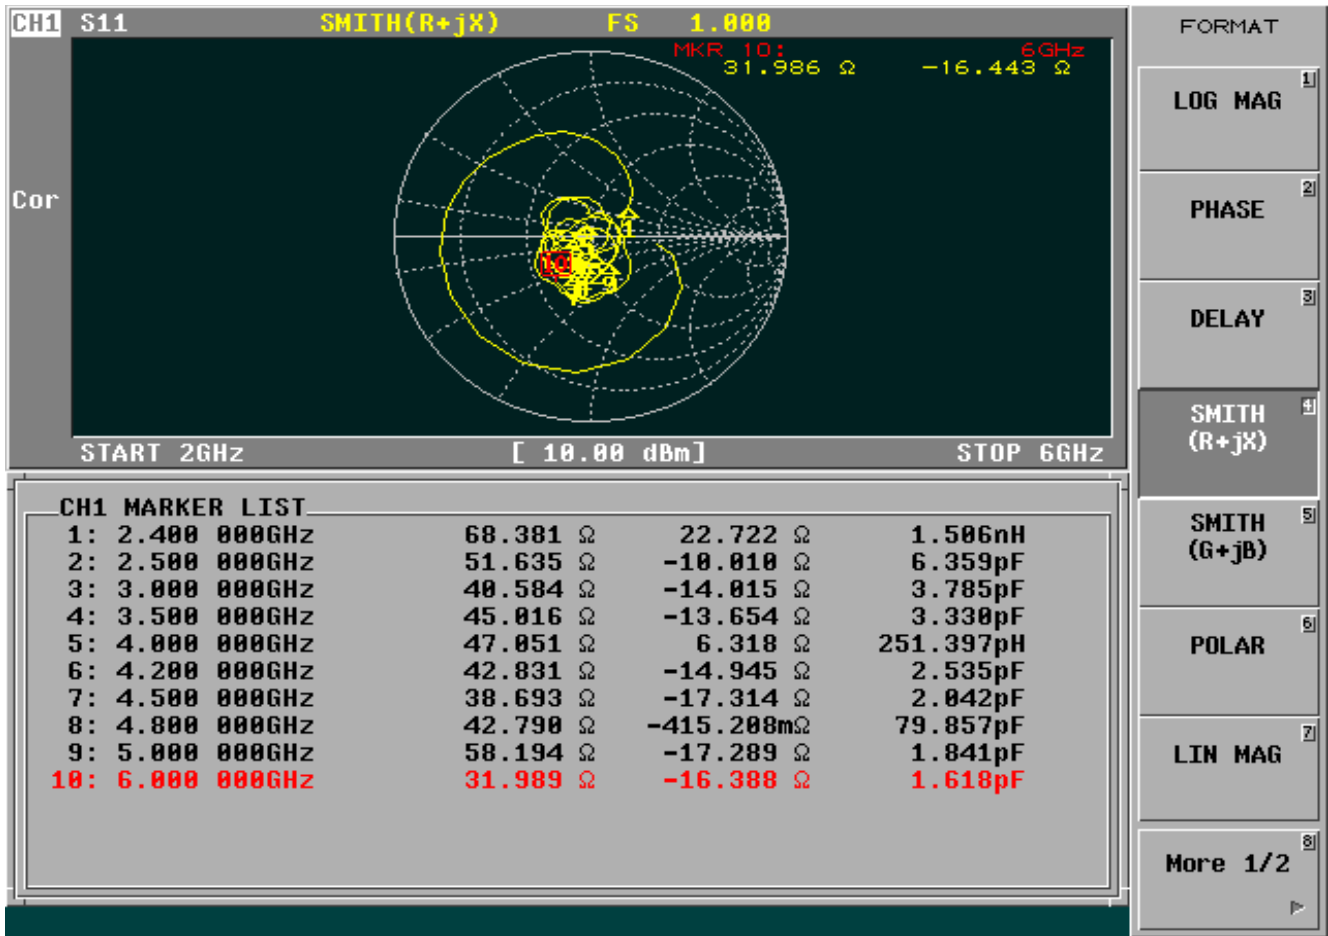 CH1 S11 SMITH(R+jX) FS 1.000
MKR 10: 6GHz
31.986 Ω -16.443 Ω
1
10
9
Cor
START 2GHz [ 10.00 dBm] STOP 6GHz
CH1 MARKER LIST
1: 2.400 000GHz 68.381 Ω 22.722 Ω 1.506nH
2: 2.500 000GHz 51.635 Ω -10.010 Ω 6.359pF
3: 3.000 000GHz 40.584 Ω -14.015 Ω 3.785pF
4: 3.500 000GHz 45.016 Ω -13.654 Ω 3.330pF
5: 4.000 000GHz 47.051 Ω 6.318 Ω 251.397pH
6: 4.200 000GHz 42.831 Ω -14.945 Ω 2.535pF
7: 4.500 000GHz 38.693 Ω -17.314 Ω 2.042pF
8: 4.800 000GHz 42.790 Ω -415.208mΩ 79.857pF
9: 5.000 000GHz 58.194 Ω -17.289 Ω 1.841pF
10: 6.000 000GHz 31.989 Ω -16.388 Ω 1.618pF
FORMAT
1
LOG MAG
2
PHASE
3
DELAY
4
SMITH
(R+jX)
5
SMITH
(G+jB)
6
POLAR
7
LIN MAG
8
More 1/2